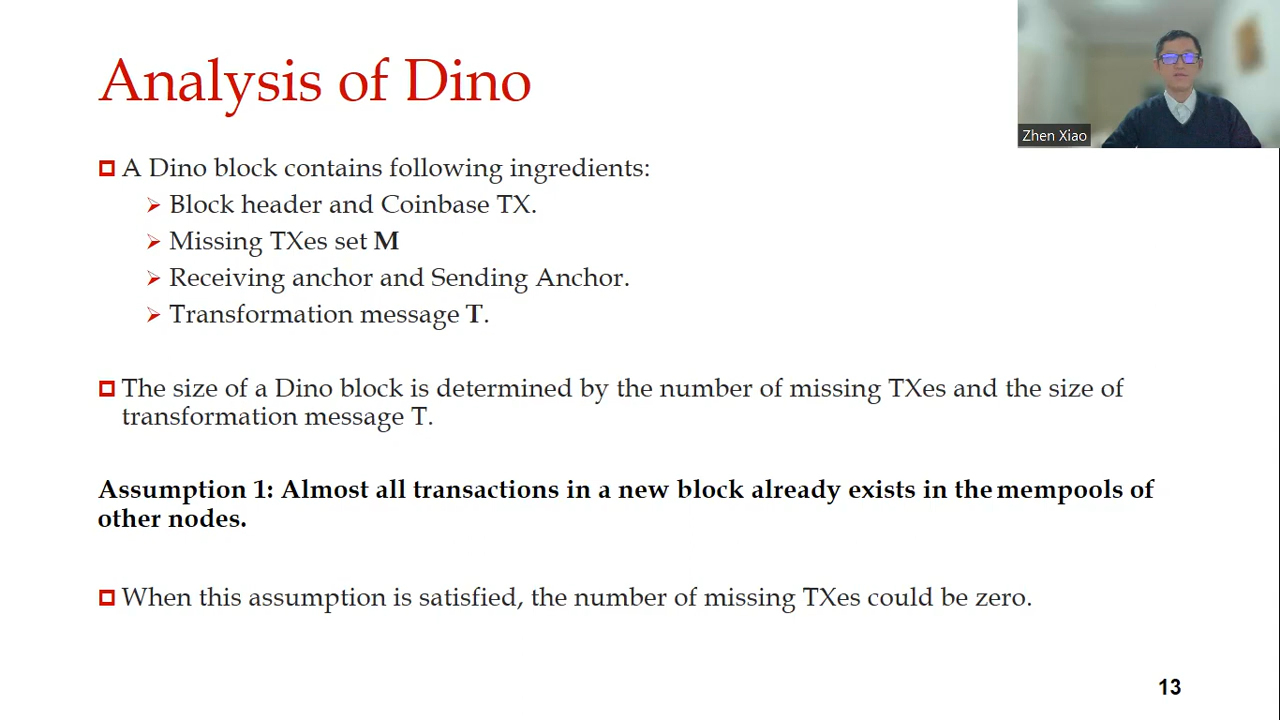 Analysis of Dino
Zhen Xiao
A Dino block contains following ingredients:
Block header and Coinbase TX.
Missing TXes set M
Receiving anchor and Sending Anchor.
Transformation message T.
The size of a Dino block is determined by the number of missing TXes and the size of
transformation message T.
Assumption 1: Almost all transactions in a new block already exists in the mempools of
other nodes.
When this assumption is satisfied, the number of missing TXes could be zero.
13